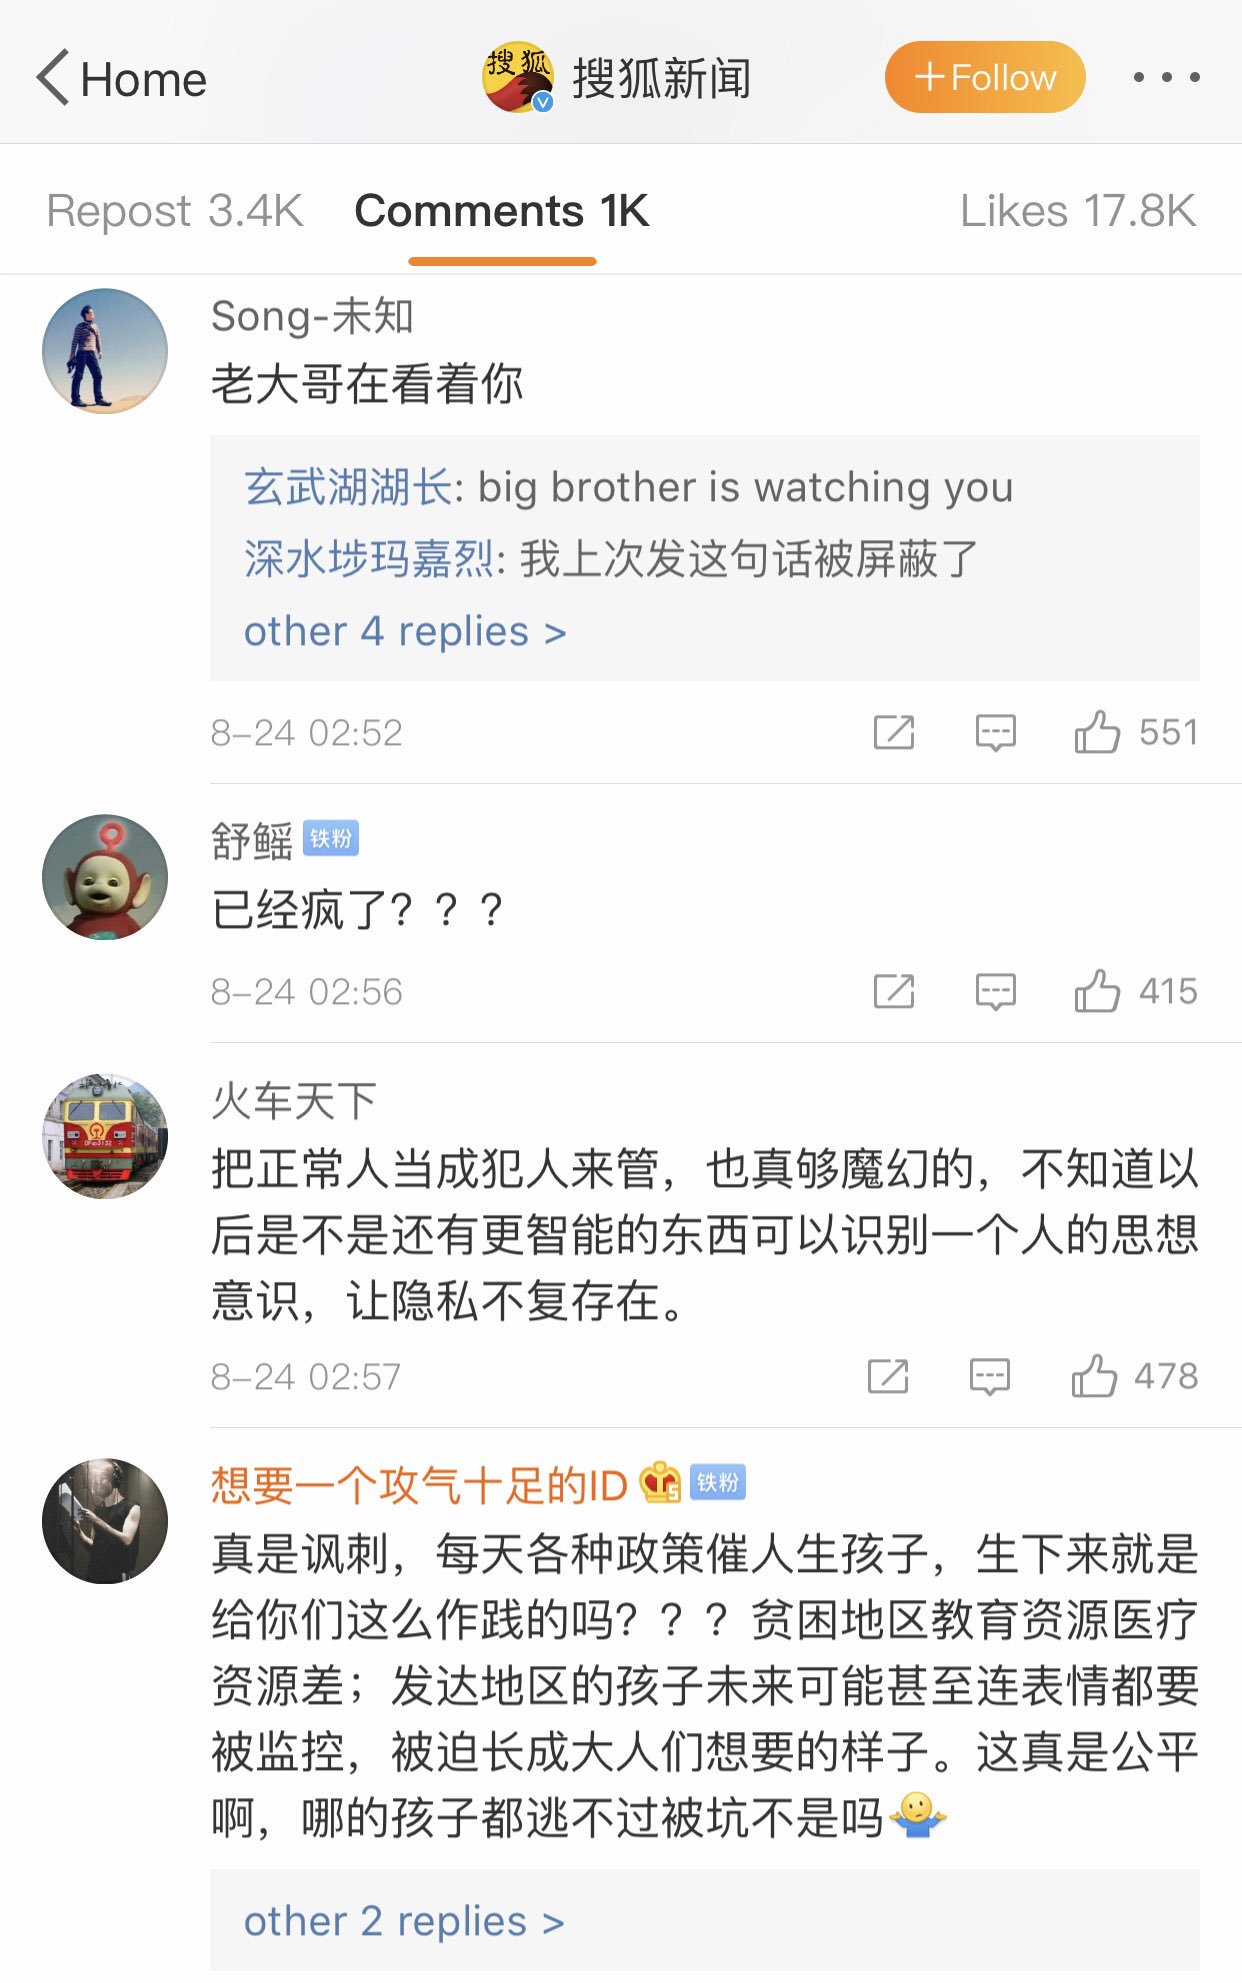 Home
搜狐
搜狐新闻
+Follow
Repost 3.4K
Comments 1K
Likes 17.8K
Song-未知
老大哥在看着你
玄武湖湖长: big brother is watching you
深水埗玛嘉烈: 我上次发这句话被屏蔽了
other 4 replies >
8-24 02:52
551
舒鳐 铁粉
已经疯了？？？
8-24 02:56
415
火车天下
把正常人当成犯人来管，也真够魔幻的，不知道以
后是不是还有更智能的东西可以识别一个人的思想
意识，让隐私不复存在。
8-24 02:57
478
想要一个攻气十足的ID 5 铁粉
真是讽刺，每天各种政策催人生孩子，生下来就是
给你们这么作践的吗？？？贫困地区教育资源医疗
资源差；发达地区的孩子未来可能甚至连表情都要
被监控，被迫长成大人们想要的样子。这真是公平
啊，哪的孩子都逃不过被坑不是吗
other 2 replies >